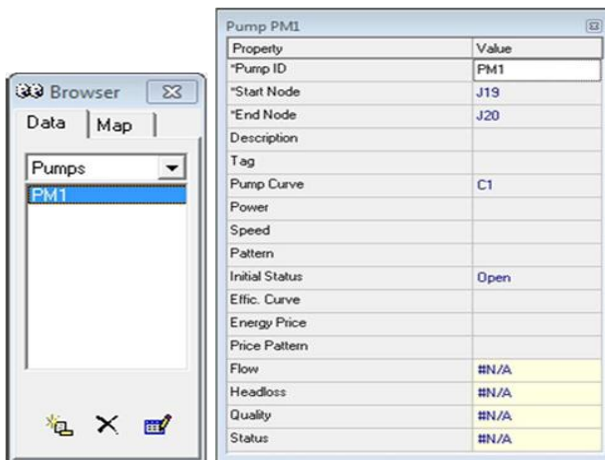 Browser
Data Map
Pumps
PM1
Pump PM1
Property Value
*Pump ID PM1
*Start Node J19
*End Node J20
Description
Tag
Pump Curve C1
Power
Speed
Pattern
Initial Status Open
Effic. Curve
Energy Price
Price Pattern
Flow #N/A
Headloss #N/A
Quality #N/A
Status #N/A